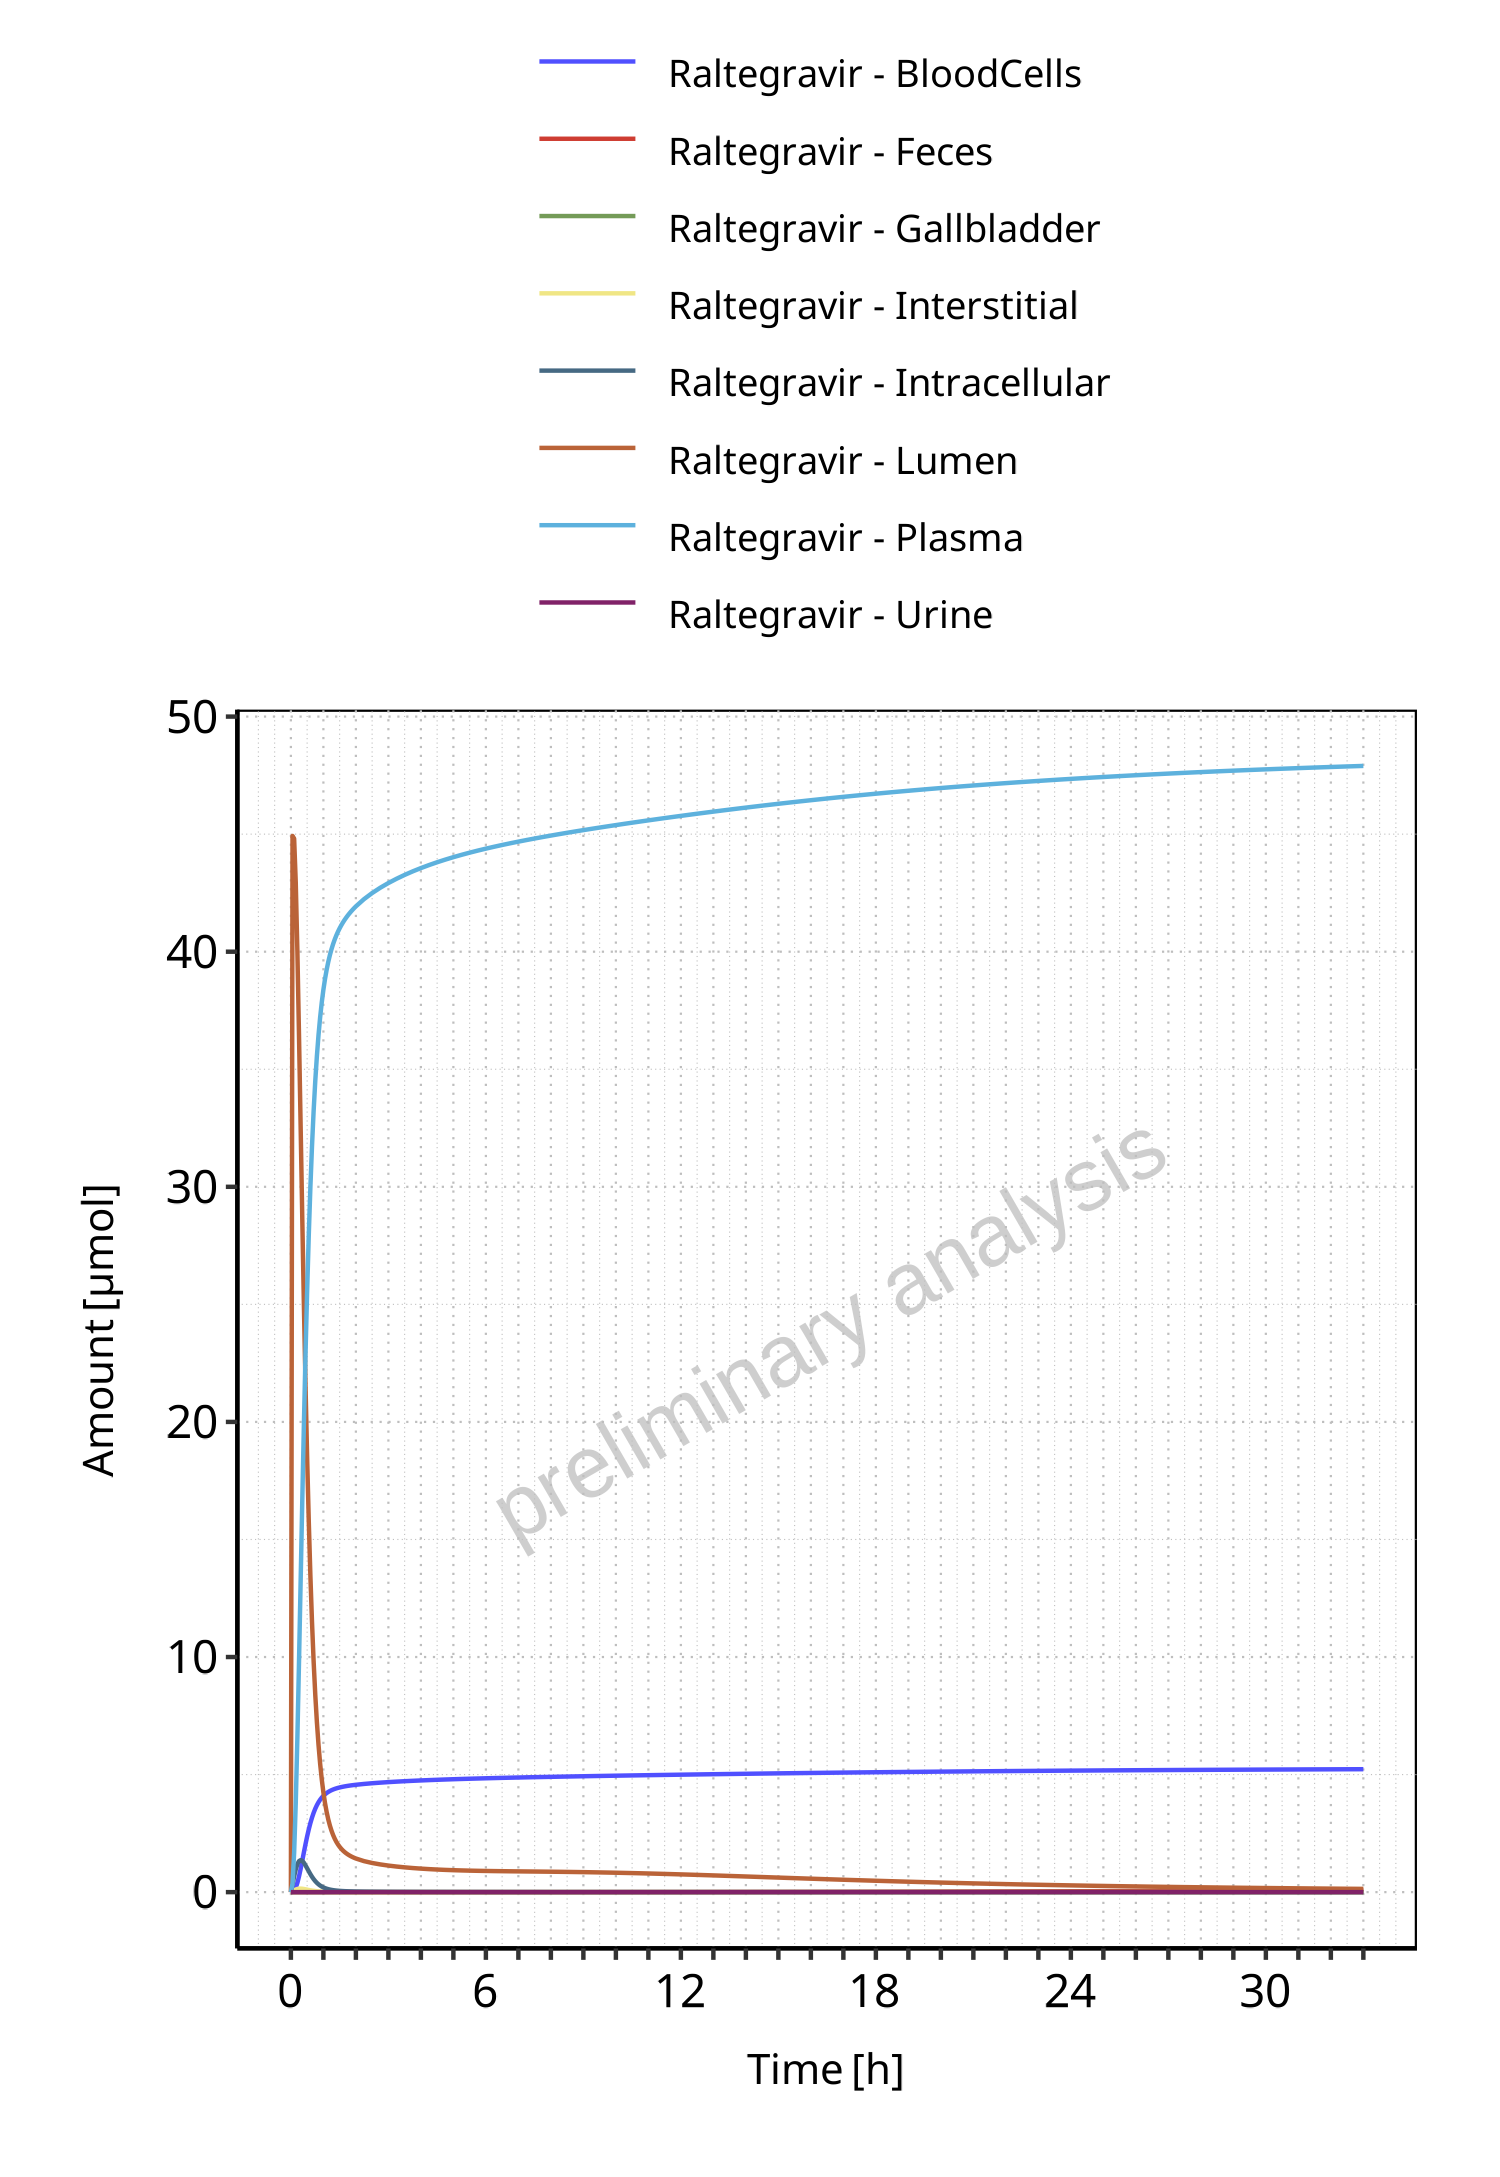 Raltegravir - BloodCells
Raltegravir - Feces
Raltegravir - Gallbladder
Raltegravir - Interstitial
Raltegravir - Intracellular
Raltegravir - Lumen
Raltegravir - Plasma
Raltegravir - Urine
50
40
30
20
10
0
Amount [µmol]
preliminary analysis
0 6 12 18 24 30
Time [h]